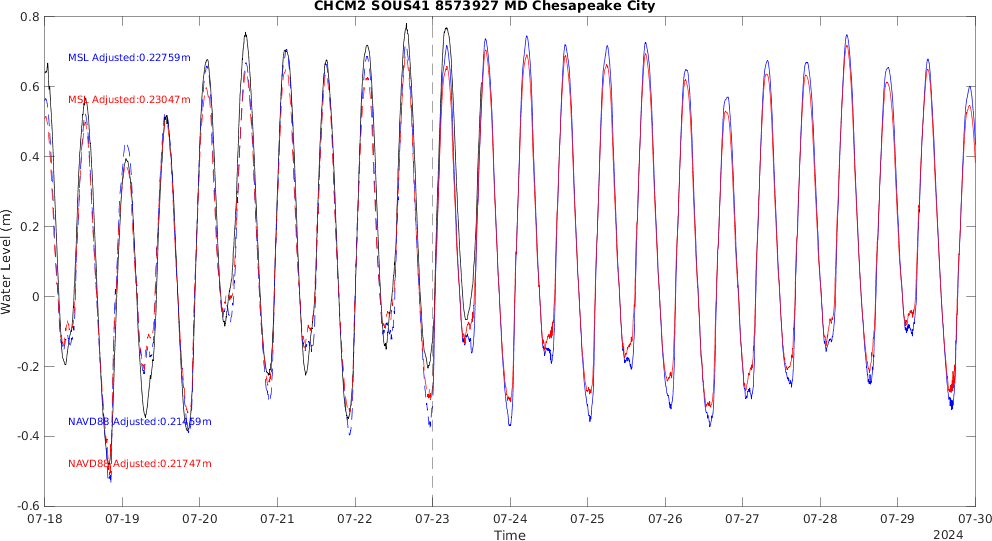 CHCM2 SOUS41 8573927 MD Chesapeake City
0.8
MSL Adjusted:0.22759m
0.6
MSL Adjusted:0.23047m
0.4
0.2
Water Level (m)
0
-0.2
NAVD88 Adjusted:0.21459m
-0.4
NAVD88 Adjusted:0.21747m
-0.6
07-18 07-19 07-20 07-21 07-22 07-23 07-24 07-25 07-26 07-27 07-28 07-29 07-30
Time
2024